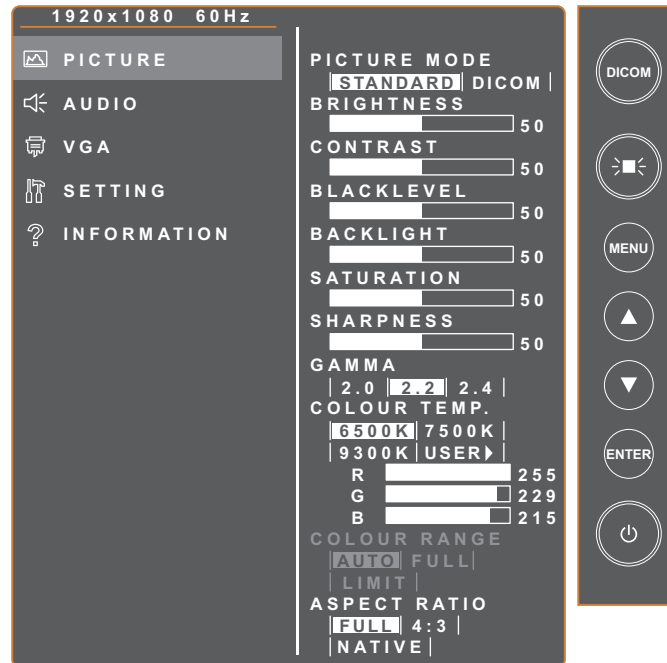 1920x1080 60Hz
PICTURE
AUDIO
VGA
SETTING
INFORMATION
PICTURE MODE
STANDARD DICOM
BRIGHTNESS
50
CONTRAST
50
BLACKLEVEL
50
BACKLIGHT
50
SATURATION
50
SHARPNESS
50
GAMMA
2.0 2.2 2.4
COLOUR TEMP.
6500K 7500K
9300K USER
R 255
G 229
B 215
COLOUR RANGE
AUTO FULL
LIMIT
ASPECT RATIO
FULL 4:3
NATIVE
DICOM
MENU
ENTER